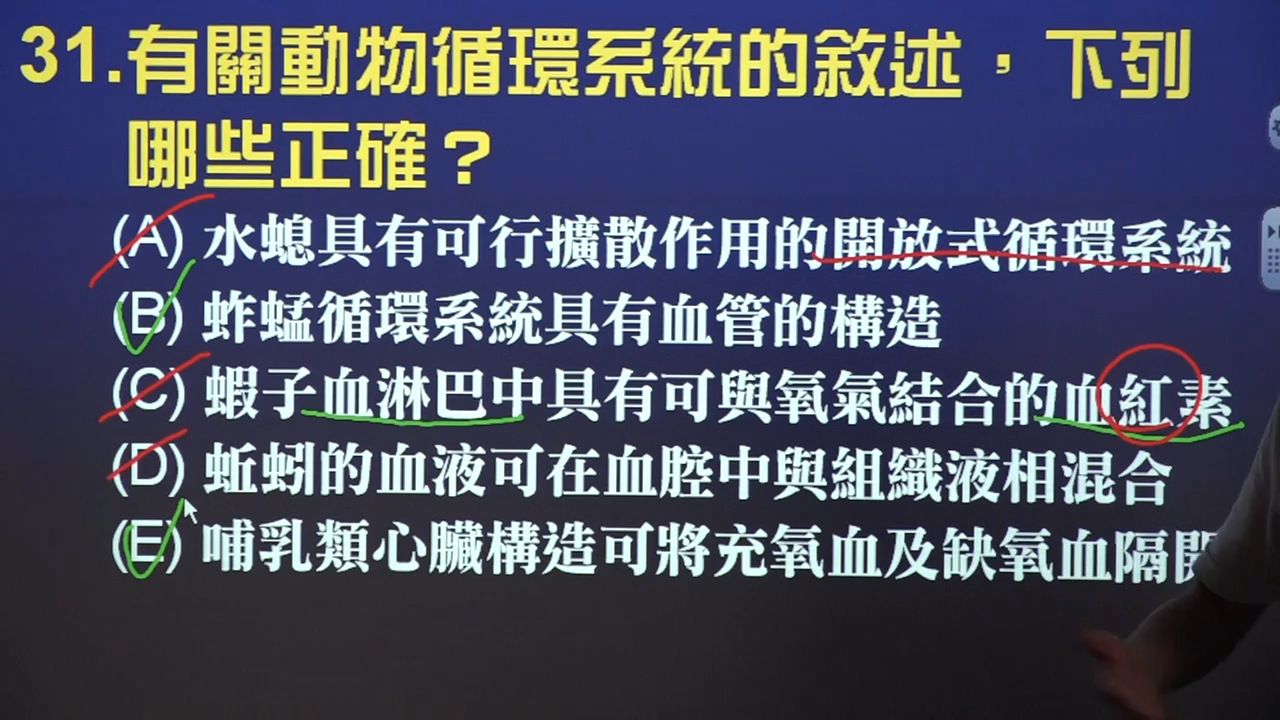 31.有關動物循環系統的敘述，下列
哪些正確？
(A) 水螅具有可行擴散作用的開放式循環系統
(B) 蚱蜢循環系統具有血管的構造
(C) 蝦子血淋巴中具有可與氧氣結合的血紅素
(D) 蚯蚓的血液可在血腔中與組織液相混合
(E) 哺乳類心臟構造可將充氧血及缺氧血隔開